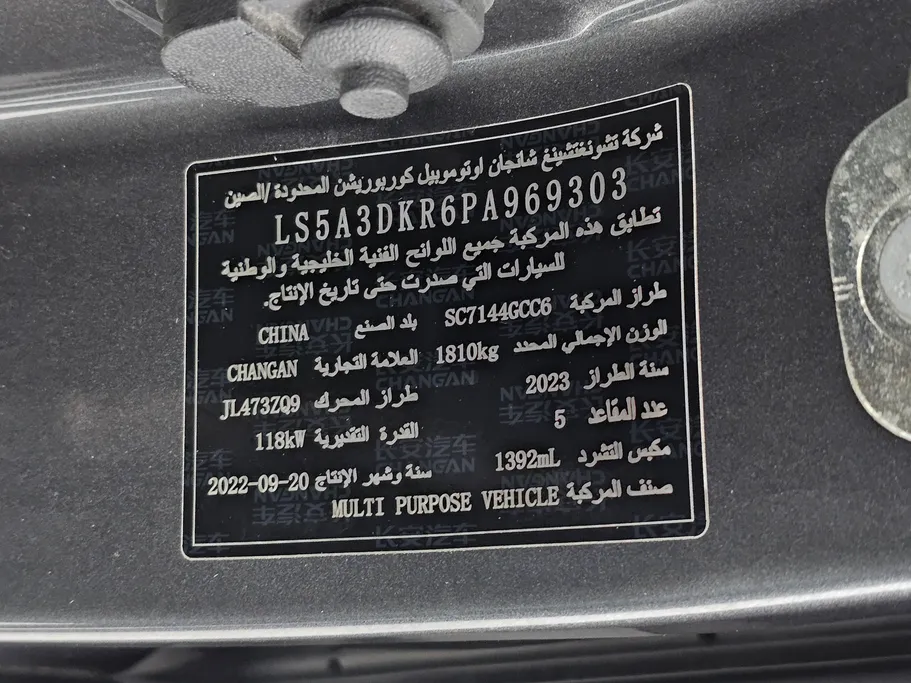 شركة تشونغتشينغ شانجان اوتوموبيل كوربوريشن المحدودة /الصين
LS5A3DKR6PA969303
تطابق هذه المركبة جميع اللوائح الفنية الخليجية والوطنية
للسيارات التي صدرت حتى تاريخ الإنتاج.
طراز المركبة SC7144GCC6 بلد الصنع CHINA
الوزن الإجمالي المحدد 1810kg العلامة التجارية CHANGAN
سنة الطراز 2023 طراز المحرك JL473ZQ9
عدد المقاعد 5 القدرة التقديرية 118kW
مكبس التشرد 1392mL سنة وشهر الإنتاج 2022-09-20
صنف المركبة MULTI PURPOSE VEHICLE